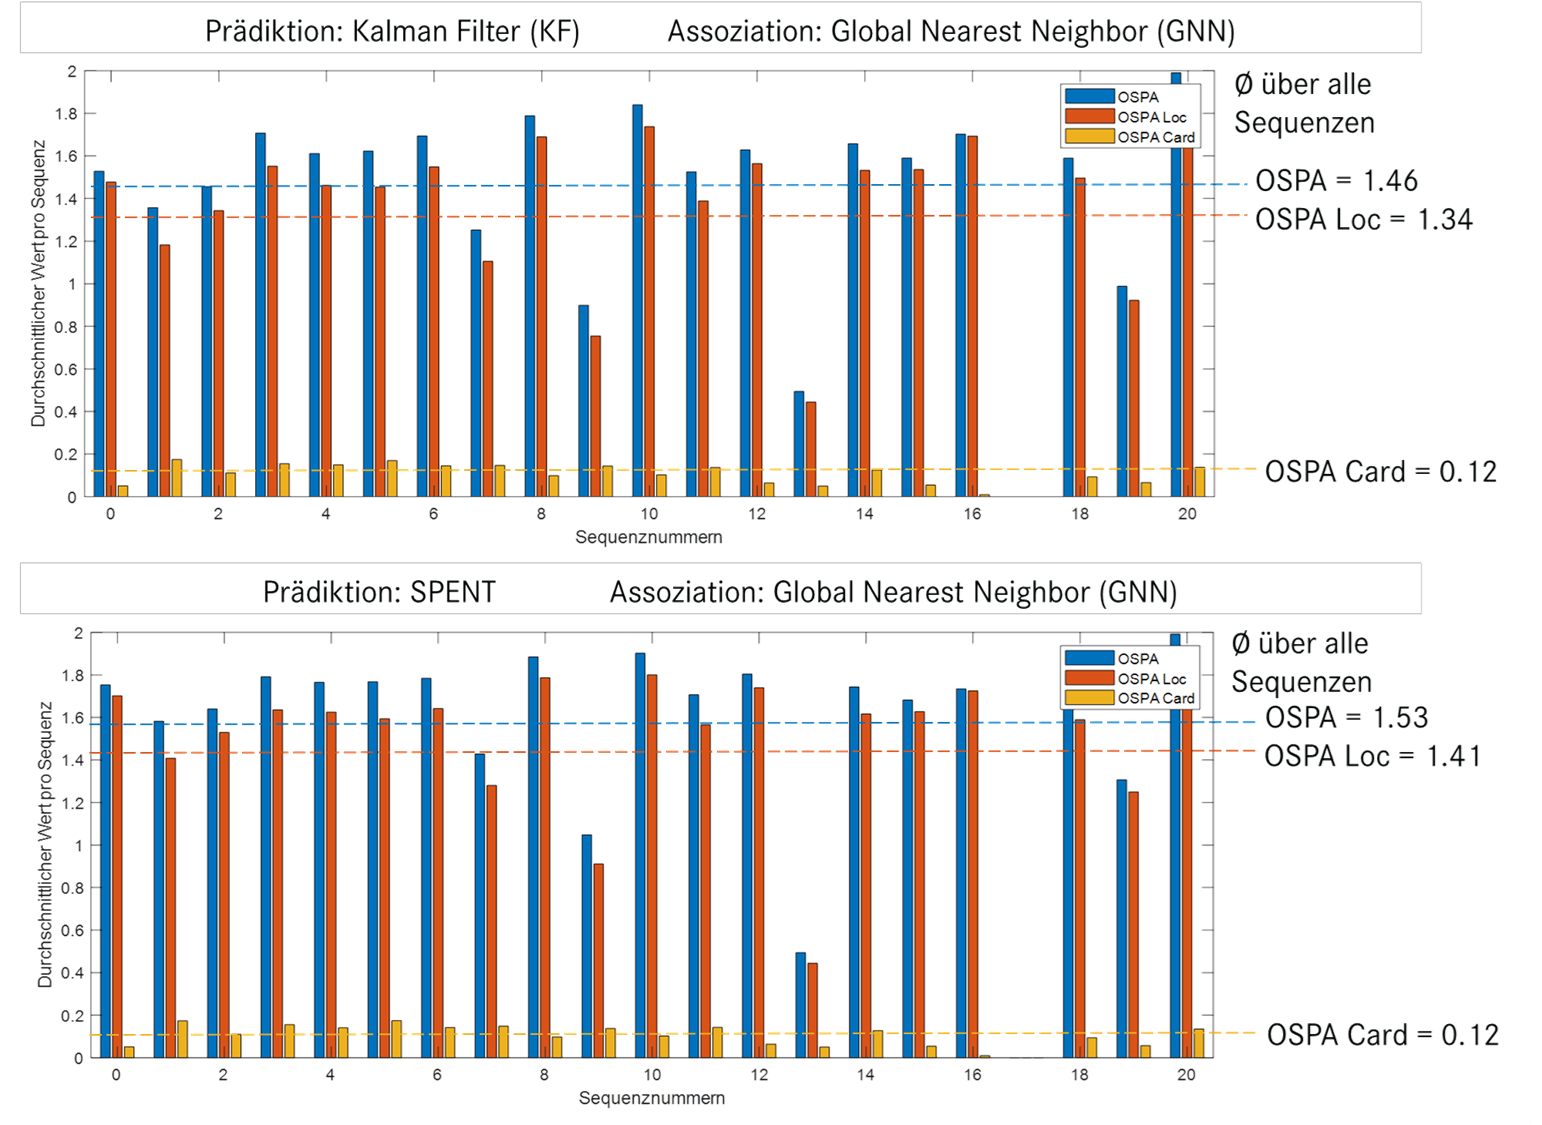 Prädiktion: Kalman Filter (KF) Assoziation: Global Nearest Neighbor (GNN)
Durchschnittlicher Wert pro Sequenz
2
1.8
1.6
1.4
1.2
1
0.8
0.6
0.4
0.2
0
OSPA
OSPA Loc
OSPA Card
0 2 4 6 8 10 12 14 16 18 20
Sequenznummern
Ø über alle
Sequenzen
OSPA = 1.46
OSPA Loc = 1.34
OSPA Card = 0.12
Prädiktion: SPENT Assoziation: Global Nearest Neighbor (GNN)
Durchschnittlicher Wert pro Sequenz
2
1.8
1.6
1.4
1.2
1
0.8
0.6
0.4
0.2
0
OSPA
OSPA Loc
OSPA Card
0 2 4 6 8 10 12 14 16 18 20
Sequenznummern
Ø über alle
Sequenzen
OSPA = 1.53
OSPA Loc = 1.41
OSPA Card = 0.12